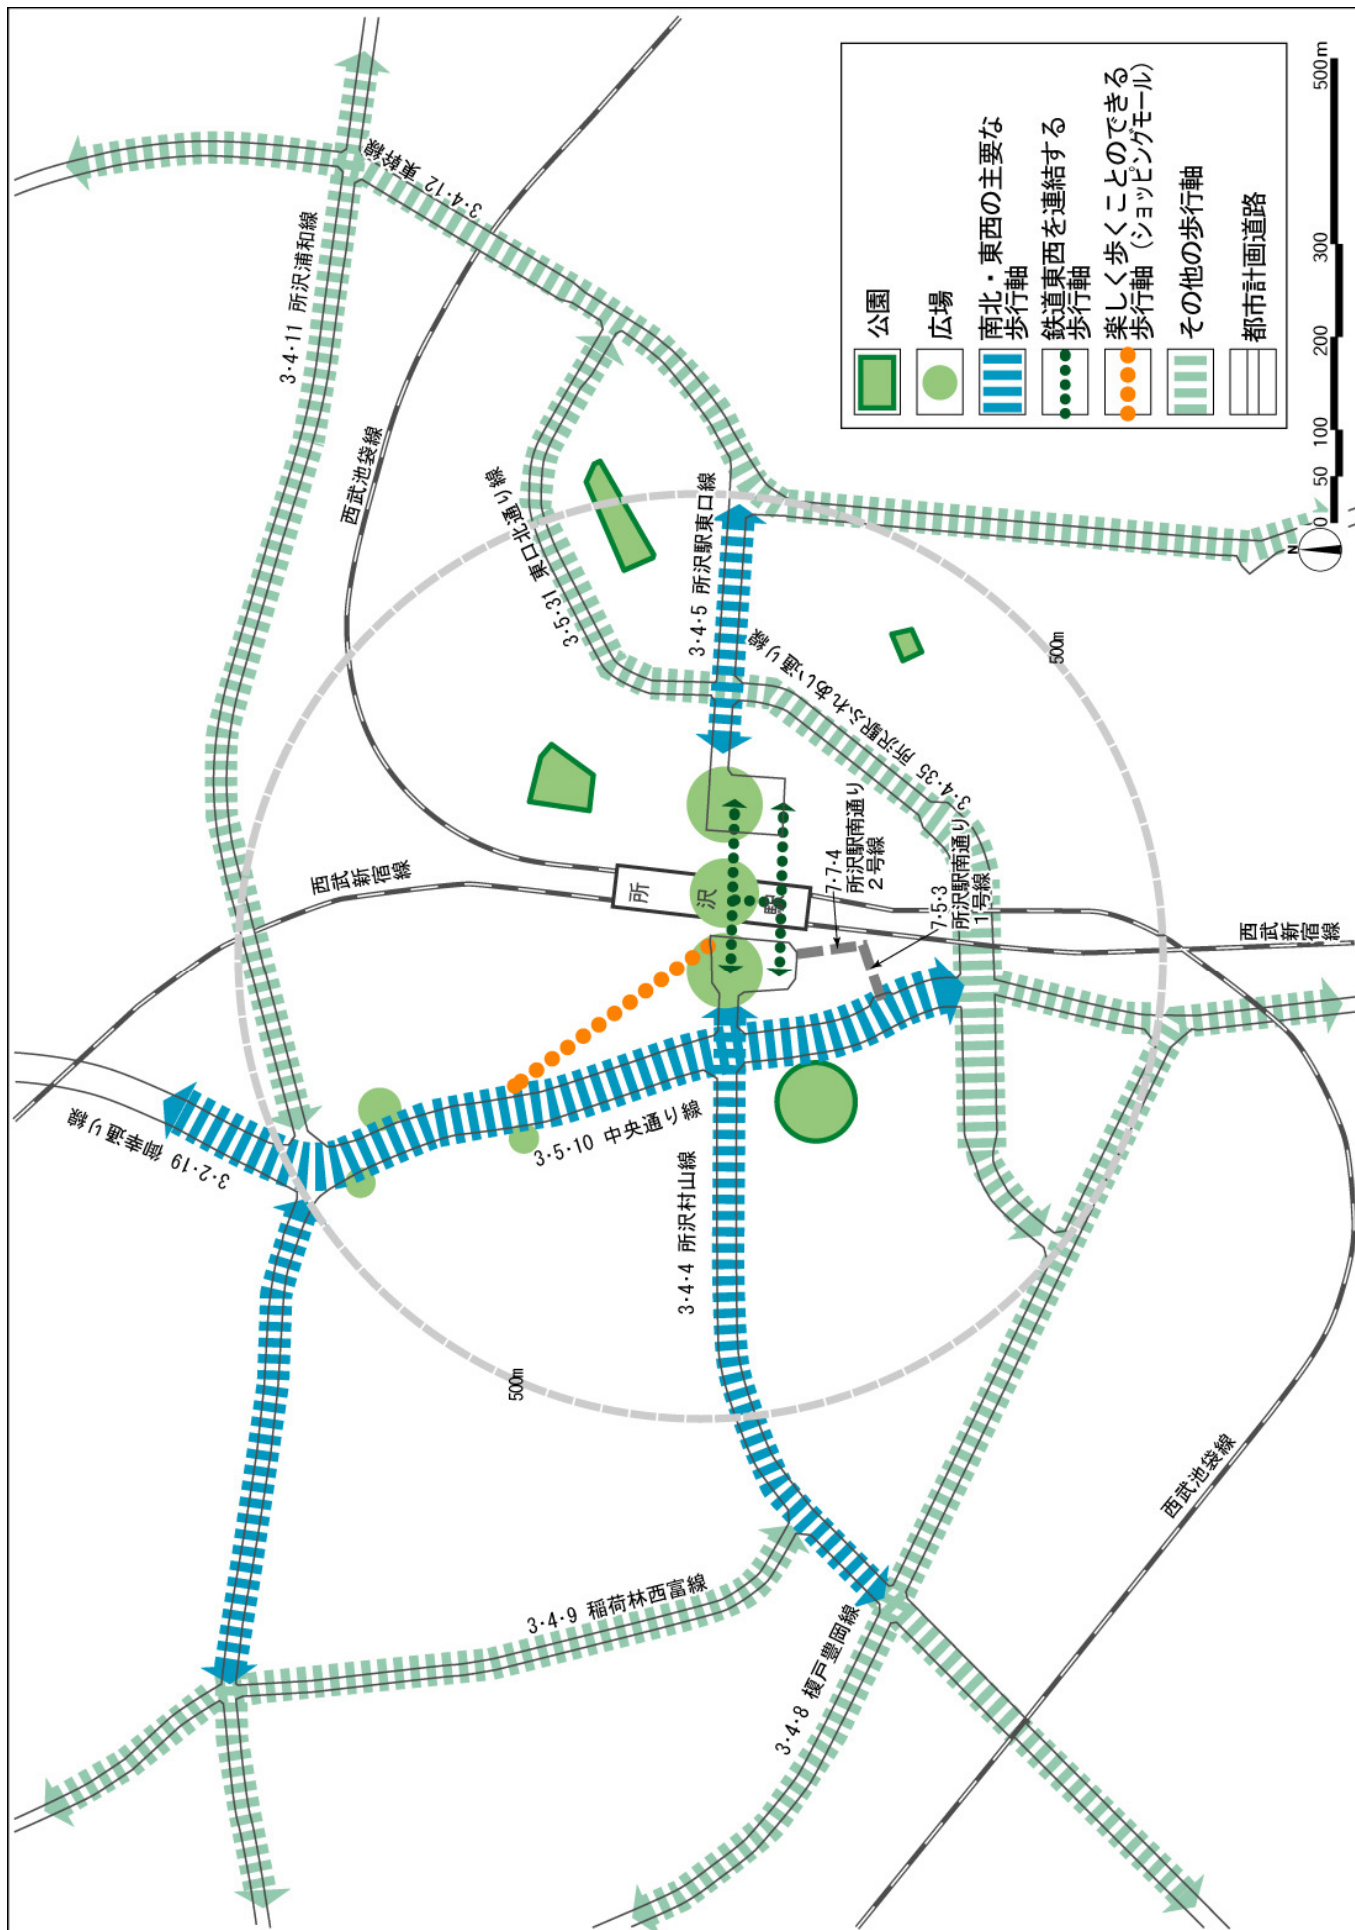 3・2・19 御幸通り線
西武新宿線
3・4・11 所沢浦和線
西武池袋線
3・4・12 東幹線
3・5・10 中央通り線
3・5・31 東口北通り線
所沢駅
3・4・4 所沢村山線
3・4・5 所沢駅東口線
3・4・35 所沢駅ふれあい通り線
7・7・4
所沢駅南通り
2号線
7・5・3
所沢駅南通り
1号線
3・4・9 稲荷林西富線
3・4・8 榎戸豊岡線
500m
500m
西武池袋線
西武新宿線
公園
広場
南北・東西の主要な
歩行軸
鉄道東西を連結する
歩行軸
楽しく歩くことのできる
歩行軸（ショッピングモール）
その他の歩行軸
都市計画道路
N
0 50 100 200 300 500m